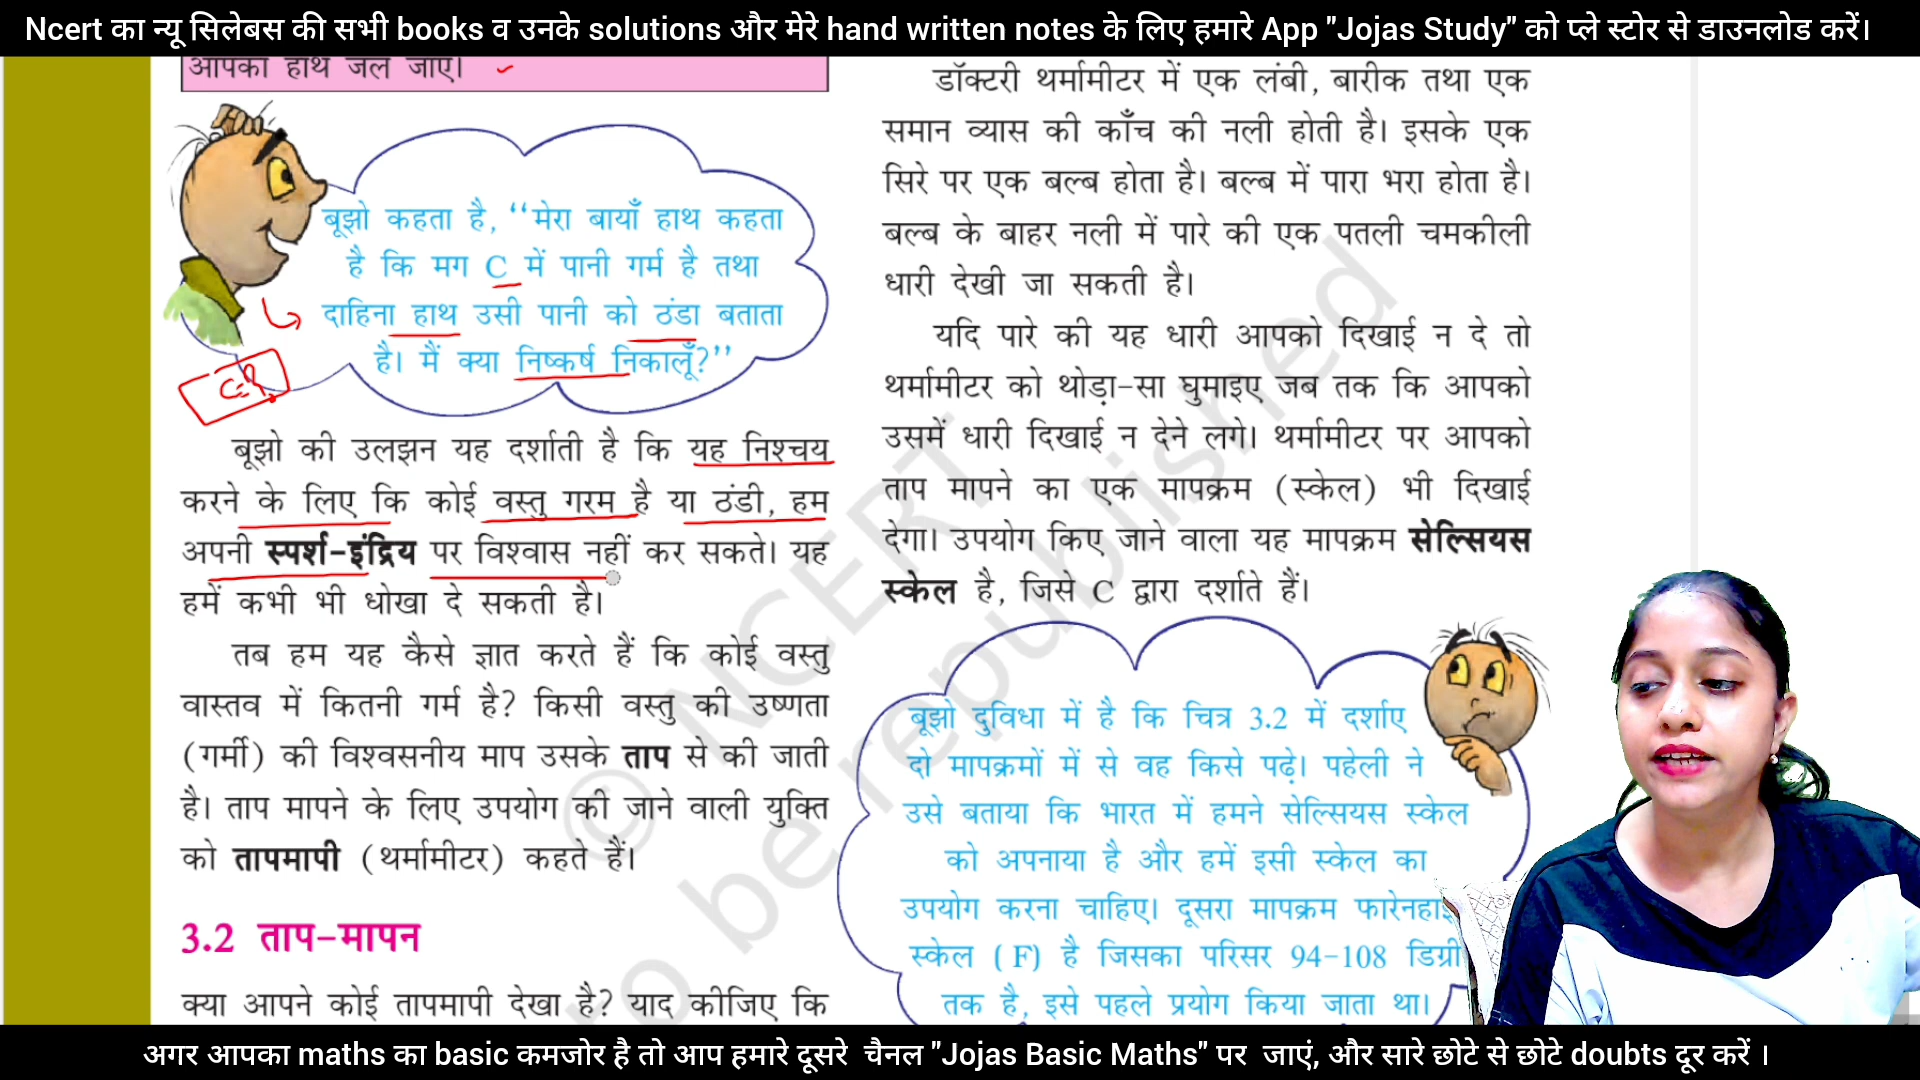 Ncert का न्यू सिलेबस की सभी books व उनके solutions और मेरे hand written notes के लिए हमारे App "Jojas Study" को प्ले स्टोर से डाउनलोड करें।
आपका हाथ जल जाए।
बूझो कहता है, “मेरा बायाँ हाथ कहता
है कि मग C में पानी गर्म है तथा
दाहिना हाथ उसी पानी को ठंडा बताता
है। मैं क्या निष्कर्ष निकालूँ?”
बूझो की उलझन यह दर्शाती है कि यह निश्चय
करने के लिए कि कोई वस्तु गरम है या ठंडी, हम
अपनी स्पर्श-इंद्रिय पर विश्वास नहीं कर सकते। यह
हमें कभी भी धोखा दे सकती है।
तब हम यह कैसे ज्ञात करते हैं कि कोई वस्तु
वास्तव में कितनी गर्म है? किसी वस्तु की उष्णता
(गर्मी) की विश्वसनीय माप उसके ताप से की जाती
है। ताप मापने के लिए उपयोग की जाने वाली युक्ति
को तापमापी (थर्मामीटर) कहते हैं।
3.2 ताप-मापन
क्या आपने कोई तापमापी देखा है? याद कीजिए कि
डॉक्टरी थर्मामीटर में एक लंबी, बारीक तथा एक
समान व्यास की काँच की नली होती है। इसके एक
सिरे पर एक बल्ब होता है। बल्ब में पारा भरा होता है।
बल्ब के बाहर नली में पारे की एक पतली चमकीली
धारी देखी जा सकती है।
यदि पारे की यह धारी आपको दिखाई न दे तो
थर्मामीटर को थोड़ा-सा घुमाइए जब तक कि आपको
उसमें धारी दिखाई न देने लगे। थर्मामीटर पर आपको
ताप मापने का एक मापक्रम (स्केल) भी दिखाई
देगा। उपयोग किए जाने वाला यह मापक्रम सेल्सियस
स्केल है, जिसे C द्वारा दर्शाते हैं।
बूझो दुविधा में है कि चित्र 3.2 में दर्शाए
दो मापक्रमों में से वह किसे पढ़े। पहेली ने
उसे बताया कि भारत में हमने सेल्सियस स्केल
को अपनाया है और हमें इसी स्केल का
उपयोग करना चाहिए। दूसरा मापक्रम
स्केल (F) है जिसका परिसर 94-108 डिग्री
तक है, इसे पहले प्रयोग किया जाता था।
© NCERT
to be republished
अगर आपका maths का basic कमजोर है तो आप हमारे दूसरे चैनल "Jojas Basic Maths" पर जाएं, और सारे छोटे से छोटे doubts दूर करें ।